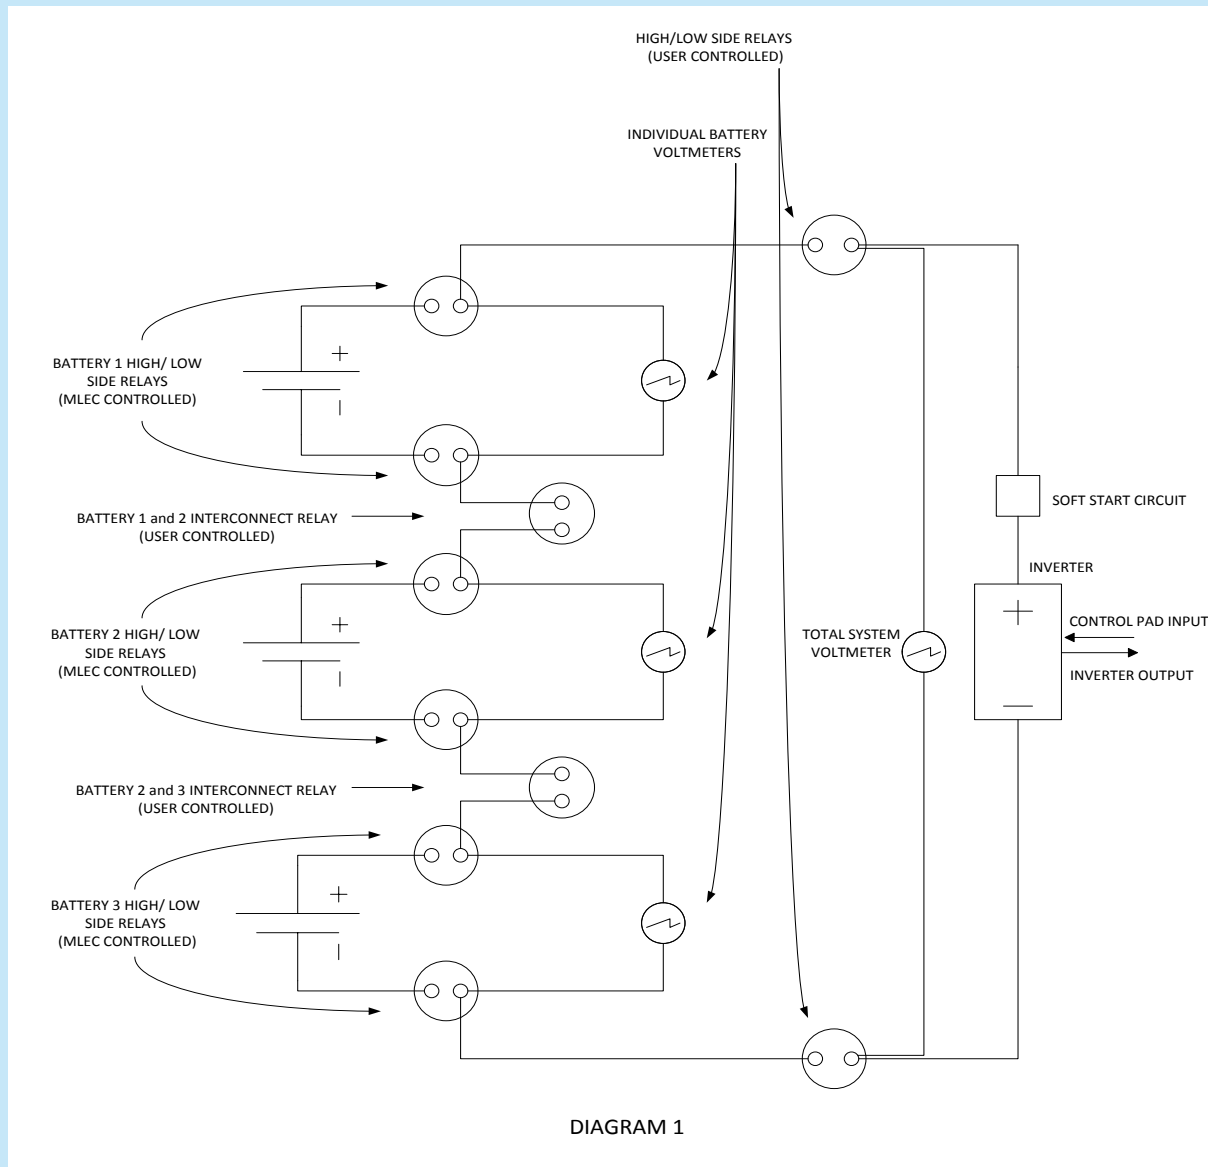 HIGH/LOW SIDE RELAYS
(USER CONTROLLED)
INDIVIDUAL BATTERY
VOLTMETERS
BATTERY 1 HIGH/ LOW
SIDE RELAYS
(MLEC CONTROLLED)
+
–
BATTERY 1 and 2 INTERCONNECT RELAY
(USER CONTROLLED)
SOFT START CIRCUIT
INVERTER
+
–
CONTROL PAD INPUT
INVERTER OUTPUT
BATTERY 2 HIGH/ LOW
SIDE RELAYS
(MLEC CONTROLLED)
+
–
TOTAL SYSTEM
VOLTMETER
BATTERY 2 and 3 INTERCONNECT RELAY
(USER CONTROLLED)
BATTERY 3 HIGH/ LOW
SIDE RELAYS
(MLEC CONTROLLED)
+
–
DIAGRAM 1